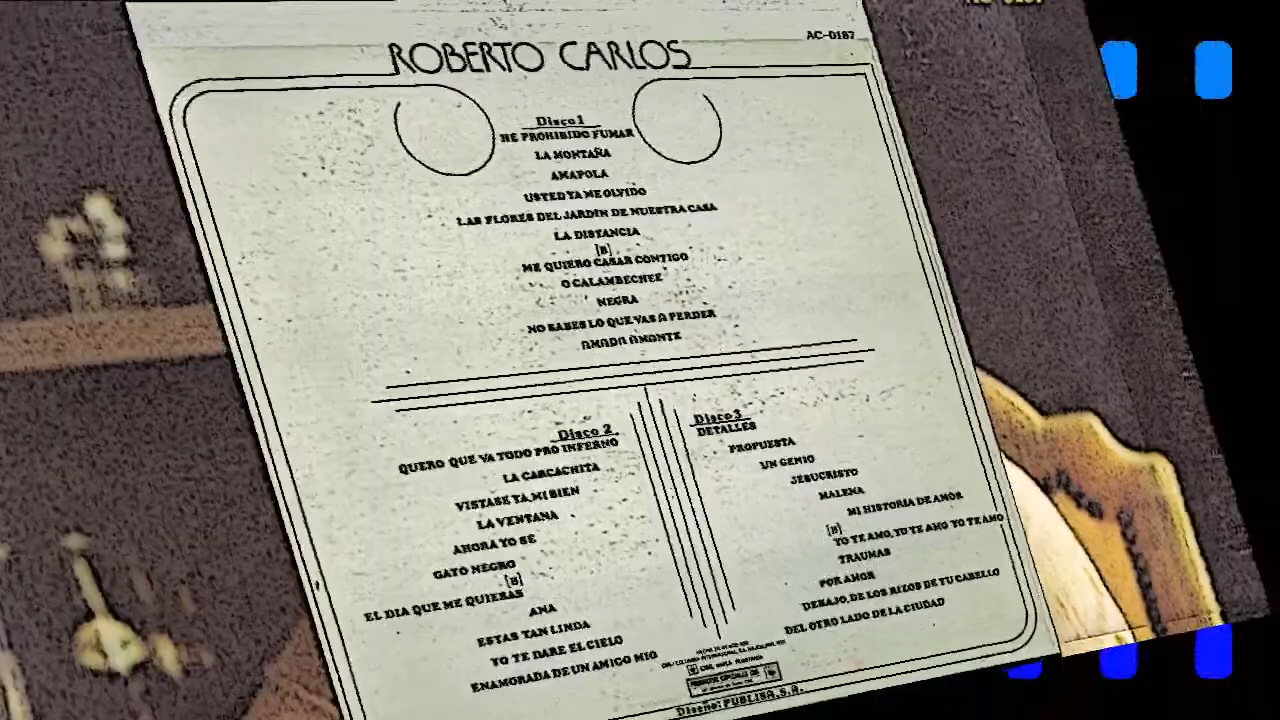 AC-0187
ROBERTO CARLOS
Disco 1
HE PROHIBIDO FUMAR
LA MONTAÑA
AMAPOLA
USTED YA ME OLVIDO
LAS FLORES DEL JARDIN DE NUESTRA CASA
LA DISTANCIA
[B]
ME QUIERO CASAR CONTIGO
O CALAMBECHEE
NEGRA
NO SABES LO QUE VAS A PERDER
AMADA AMANTE
Disco 2
QUERO QUE VA TODO PRO INFERNO
LA CARCACHITA
VISTASE YA, MI BIEN
LA VENTANA
AHORA YO SE
GATO NEGRO
[B]
EL DIA QUE ME QUIERAS
ANA
ESTAS TAN LINDA
YO TE DARE EL CIELO
ENAMORADA DE UN AMIGO MIO
Disco 3
DETALLES
PROPUESTA
UN GENIO
JESUCRISTO
MALENA
MI HISTORIA DE AMOR
[B]
YO TE AMO, YO TE AMO YO TE AMO
TRAUMAS
POR AMOR
DEBAJO, DE LOS RIZOS DE TU CABELLO
DEL OTRO LADO DE LA CIUDAD
Diseño: PUBLISA, S.A.